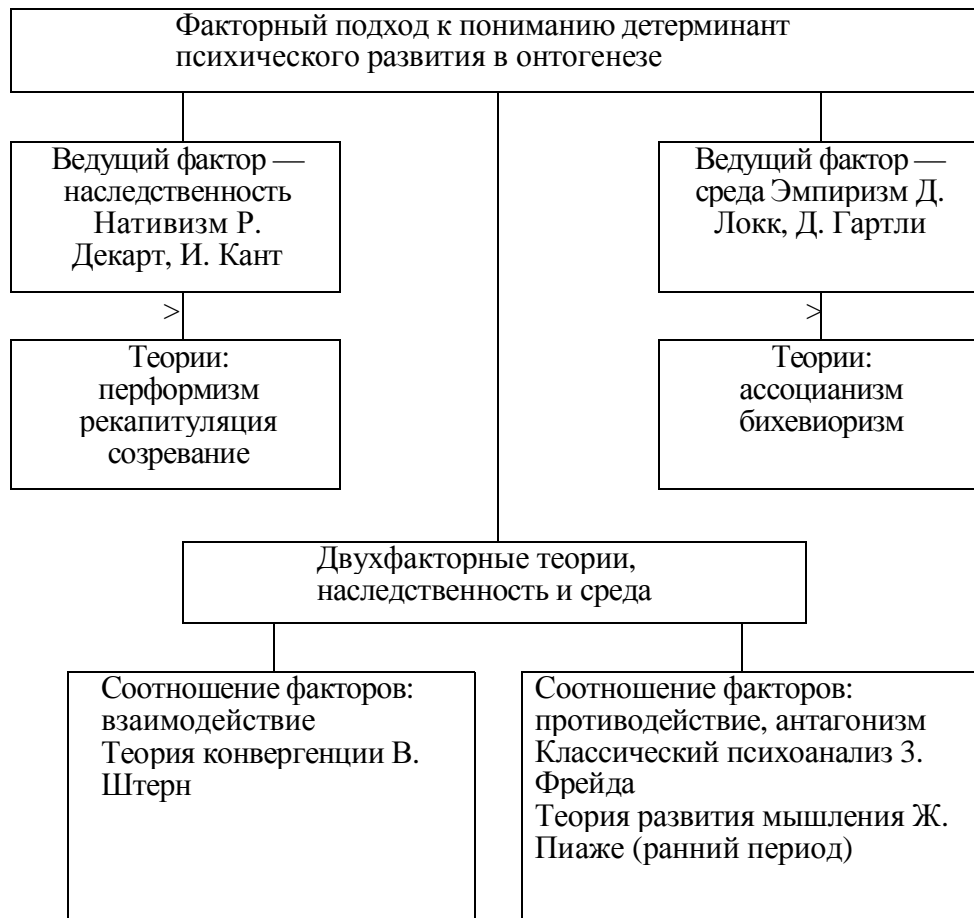 Факторный подход к пониманию детерминант
психического развития в онтогенезе
Ведущий фактор —
наследственность
Нативизм Р.
Декарт, И. Кант
>
Теории:
перформизм
рекапитуляция
созревание
Ведущий фактор —
среда Эмпиризм Д.
Локк, Д. Гартли
>
Теории:
ассоцианизм
бихевиоризм
Двухфакторные теории,
наследственность и среда
Соотношение факторов:
взаимодействие
Теория конвергенции В.
Штерн
Соотношение факторов:
противодействие, антагонизм
Классический психоанализ З.
Фрейда
Теория развития мышления Ж.
Пиаже (ранний период)